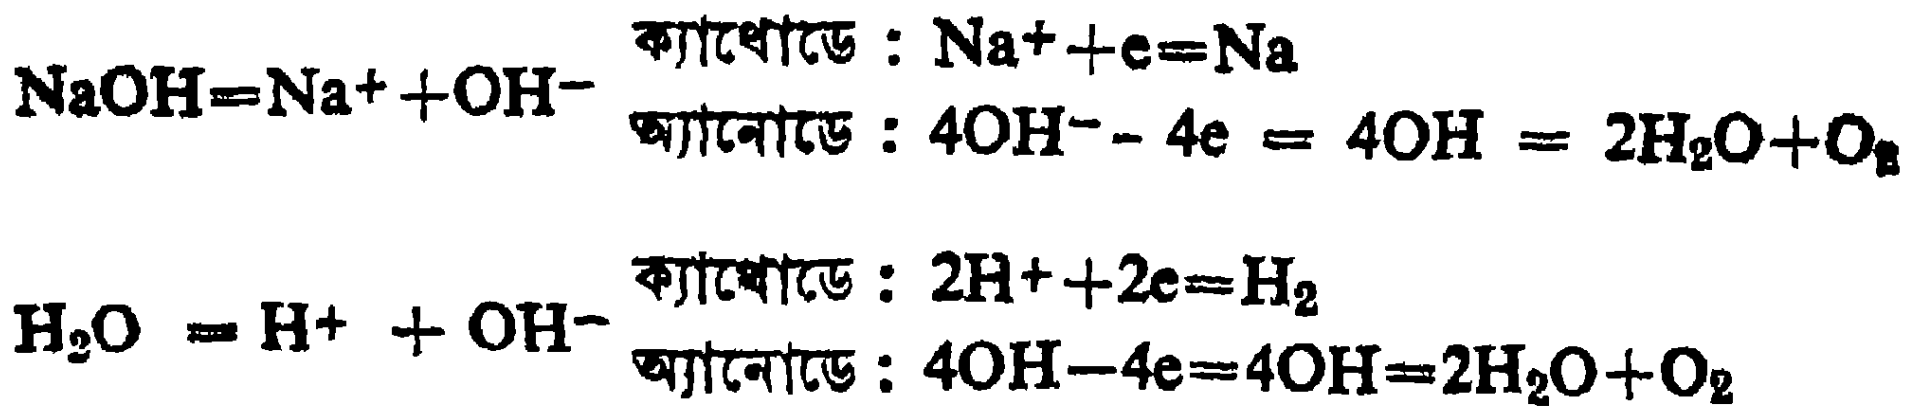 ক্যাথোডে : Na⁺+e=Na
NaOH=Na⁺+OH⁻
অ্যানোডে : 4OH⁻- 4e = 4OH = 2H₂O+O₂
ক্যাথোডে : 2H⁺+2e=H₂
H₂O = H⁺ + OH⁻
অ্যানোডে : 4OH—4e=4OH=2H₂O+O₂